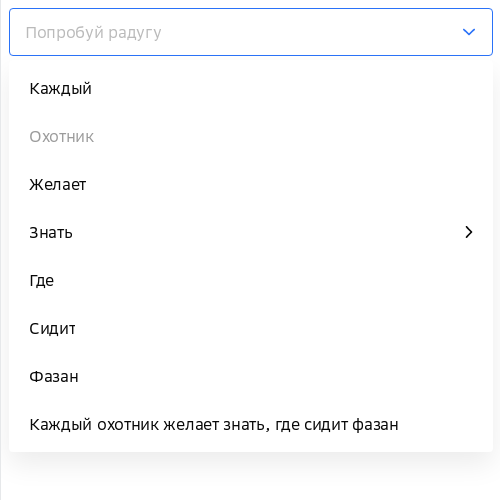 Попробуй радугу
Каждый
Охотник
Желает
Знать
Где
Сидит
Фазан
Каждый охотник желает знать, где сидит фазан